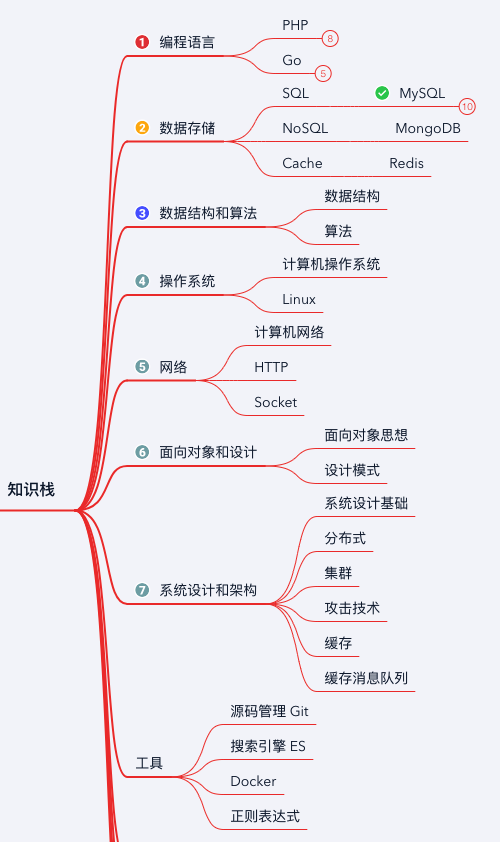 知识栈
1 编程语言
PHP 8
Go 5
2 数据存储
SQL MySQL 10
NoSQL MongoDB
Cache Redis
3 数据结构和算法
数据结构
算法
4 操作系统
计算机操作系统
Linux
5 网络
计算机网络
HTTP
Socket
6 面向对象和设计
面向对象思想
设计模式
7 系统设计和架构
系统设计基础
分布式
集群
攻击技术
缓存
缓存消息队列
工具
源码管理 Git
搜索引擎 ES
Docker
正则表达式